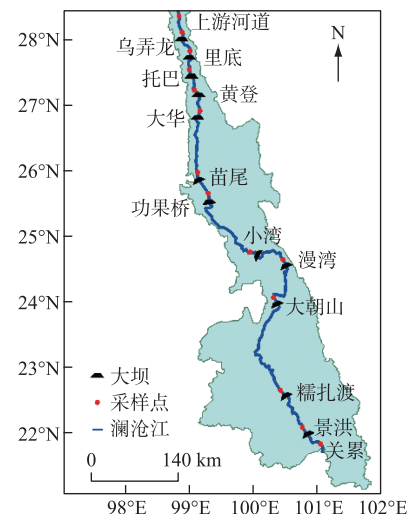 上游河道
28°N
乌弄龙
里底
托巴
黄登
27°N
大华
26°N
苗尾
功果桥
25°N
小湾
漫湾
24°N
大朝山
23°N
大坝
糯扎渡
采样点
景洪
22°N
澜沧江
关累
0 140 km
98°E 99°E 100°E 101°E 102°E
N